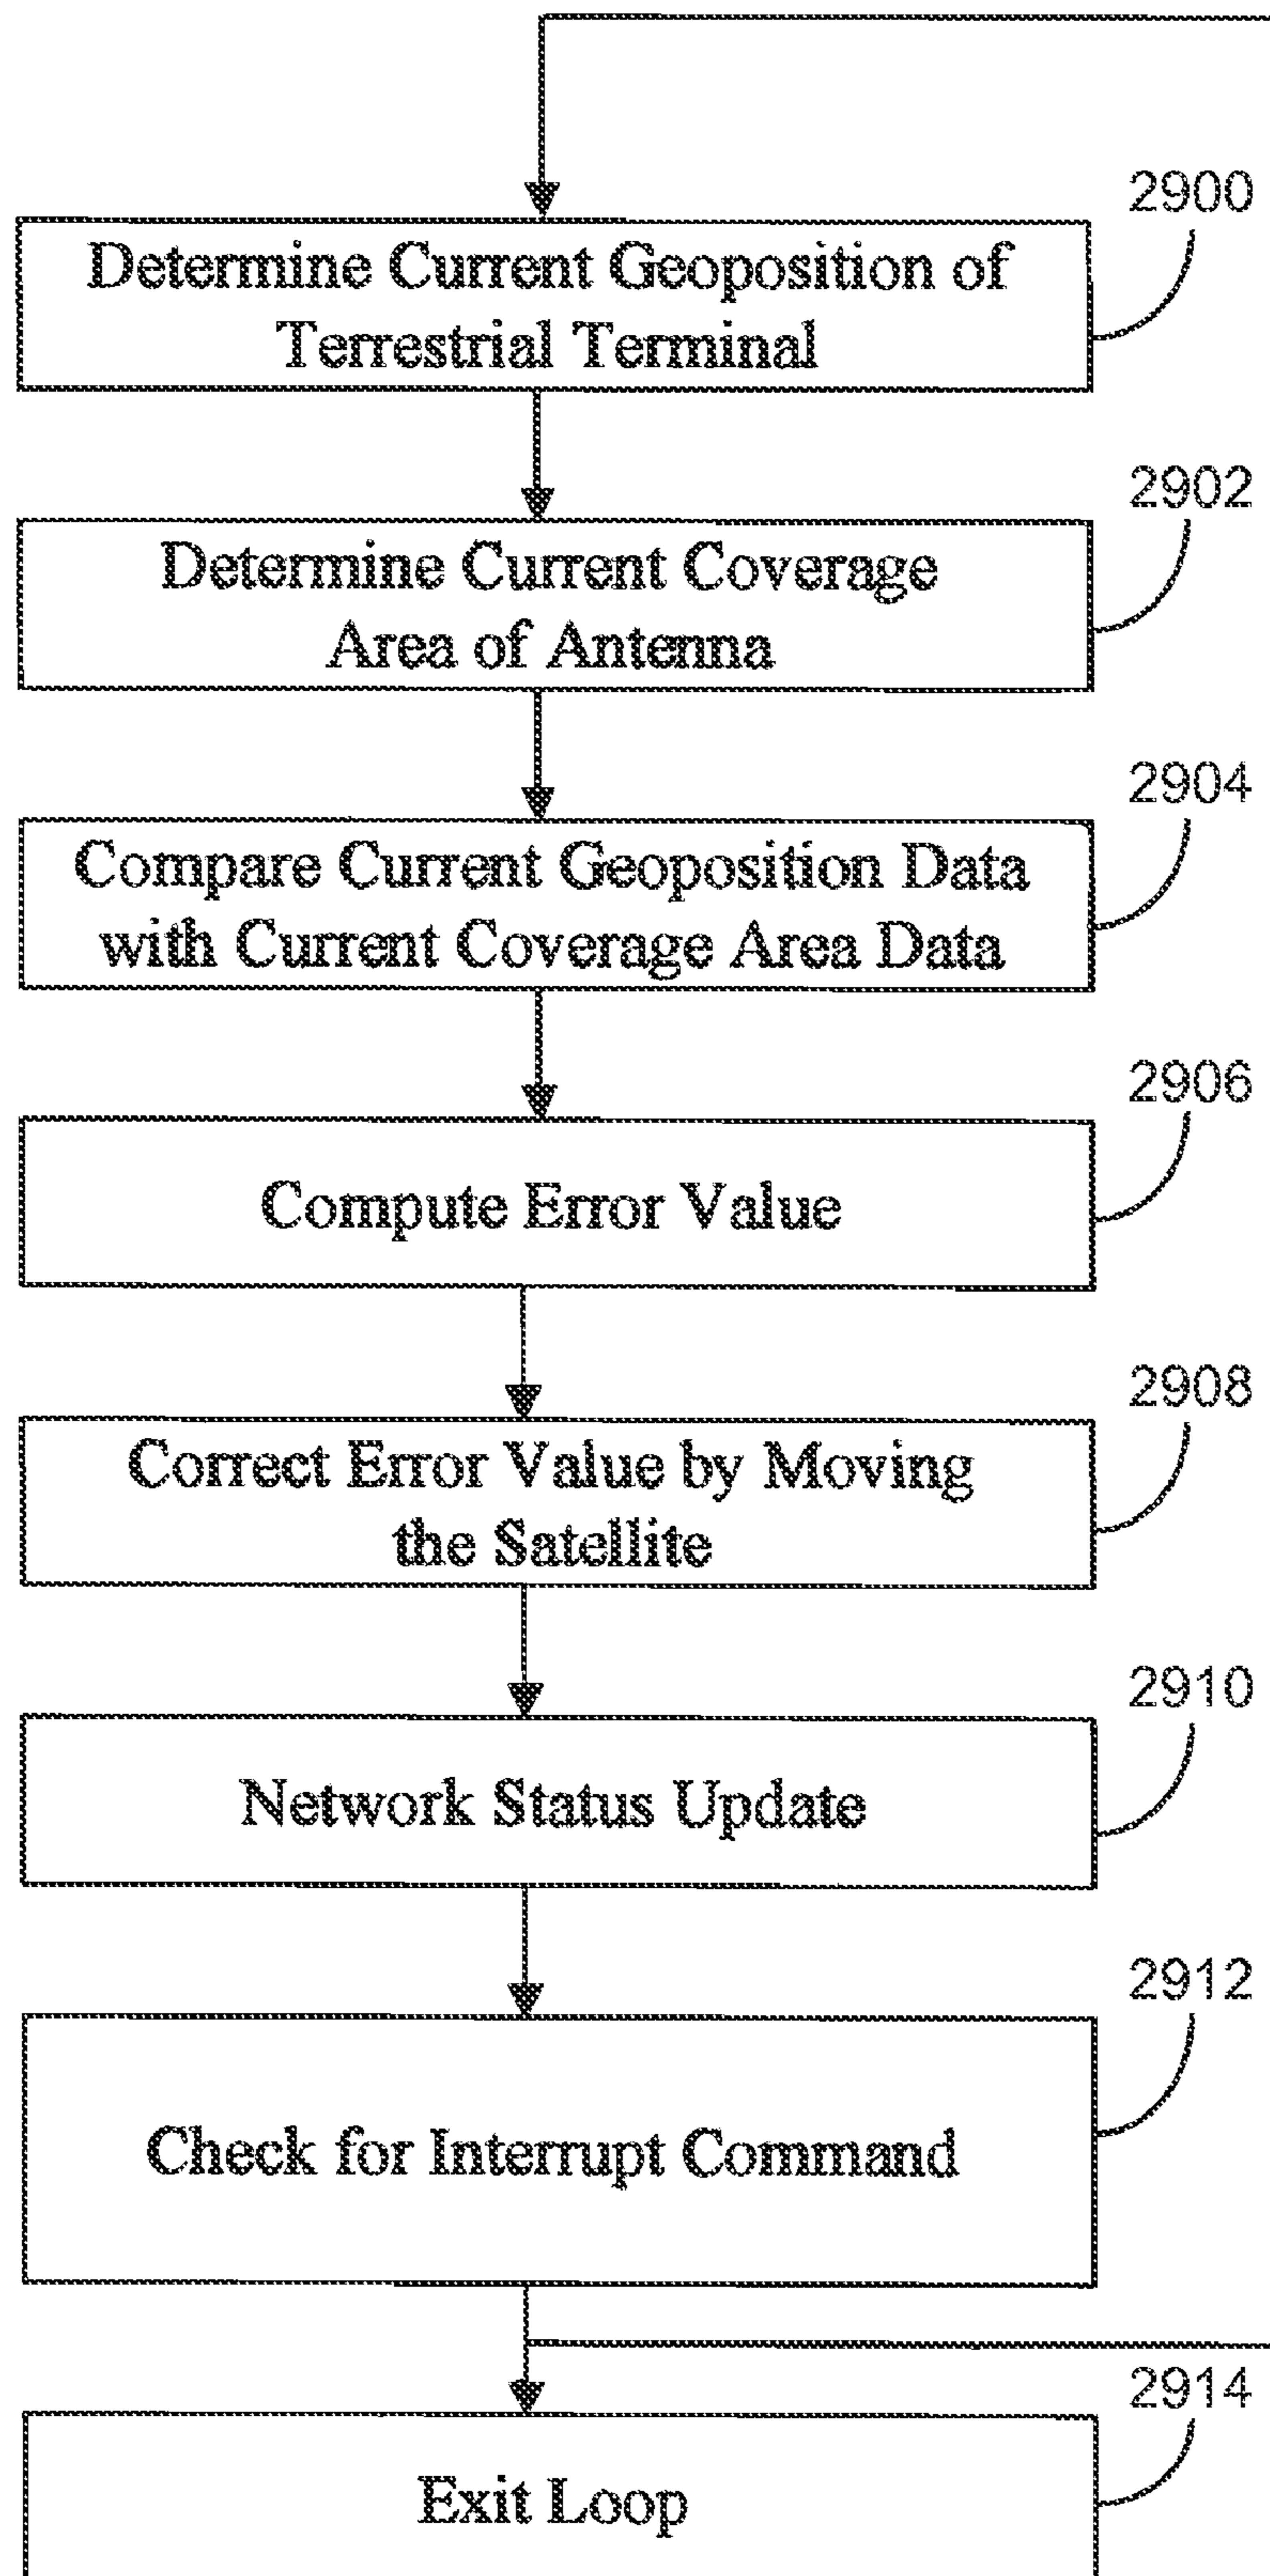 2900
Determine Current Geoposition of
Terrestrial Terminal
2902
Determine Current Coverage
Area of Antenna
2904
Compare Current Geoposition Data
with Current Coverage Area Data
2906
Compute Error Value
2908
Correct Error Value by Moving
the Satellite
2910
Network Status Update
2912
Check for Interrupt Command
2914
Exit Loop